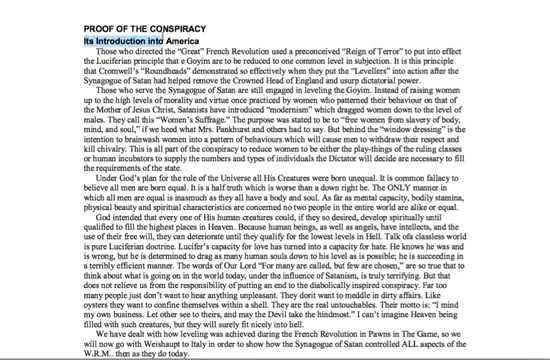 PROOF OF THE CONSPIRACY
Its Introduction into America
Those who directed the “Great” French Revolution used a preconceived “Reign of Terror” to put into effect
the Luciferian principle that e Goyim are to be reduced to one common level in subjection. It is this principle
that Cromwell’s “Roundheads” demonstrated so effectively when they put the “Levellers” into action after the
Synagogue of Satan had helped remove the Crowned Head of England and usurp dictatorial power.
Those who serve the Synagogue of Satan are still engaged in leveling the Goyim. Instead of raising women
up to the high levels of morality and virtue once practiced by women who patterned their behaviour on that of
the Mother of Jesus Christ, Satanists have introduced “modernism” which dragged women down to the level of
males. They call this “Women’s Suffrage.” The purpose was stated to be to “free women from slavery of body,
mind, and soul,” if we heed what Mrs. Pankhurst and others had to say. But behind the “window dressing” is the
intention to brainwash women into a pattern of behaviours which will cause men to withdraw their respect and
kill chivalry. This is all part of the conspiracy to reduce women to be either the play-things of the ruling classes
or human incubators to supply the numbers and types of individuals the Dictator will decide are necessary to fill
the requirements of the state.
Under God’s plan for the rule of the Universe all His Creatures were born unequal. It is common fallacy to
believe all men are born equal. It is a half truth which is worse than a down right he. The ONLY manner in
which all men are equal is inasmuch as they all have a body and soul. As far as mental capacity, bodily stamina,
physical beauty and spiritual characteristics are concerned no two people in the entire world are alike or equal.
God intended that every one of His human creatures could, if they so desired, develop spiritually until
qualified to fill the highest places in Heaven. Because human beings, as well as angels, have intellects, and the
use of their free will, they can deteriorate until they qualify for the lowest levels in Hell. Talk ofa classless world
is pure Luciferian doctrine. Lucifer’s capacity for love has turned into a capacity for hate. He knows he was and
is wrong, but he is determined to drag as many human souls down to his level as is possible; he is succeeding in
a terribly efficient manner. The words of Our Lord “For many are called, but few are chosen,” are so true that to
think about what is going on in the world today, under the influence of Satanism, is truly terrifying. But that
does not relieve us from the responsibility of putting an end to the diabolically inspired conspiracy. Far too
many people just don’t want to hear anything unpleasant. They dorit want to meddle in dirty affairs. Like
oysters they want to confine themselves within a shell. They are the real untouchables. Their motto is: “I mind
my own business. Let other see to theirs, and may the Devil take the hindmost.” I can’t imagine Heaven being
filled with such creatures, but they will surely fit nicely into hell.
We have dealt with how leveling was achieved during the French Revolution in Pawns in The Game, so we
will now go with Weishaupt to Italy in order to show how the Synagogue of Satan controlled ALL aspects of the
W.R.M.. then as they do today.